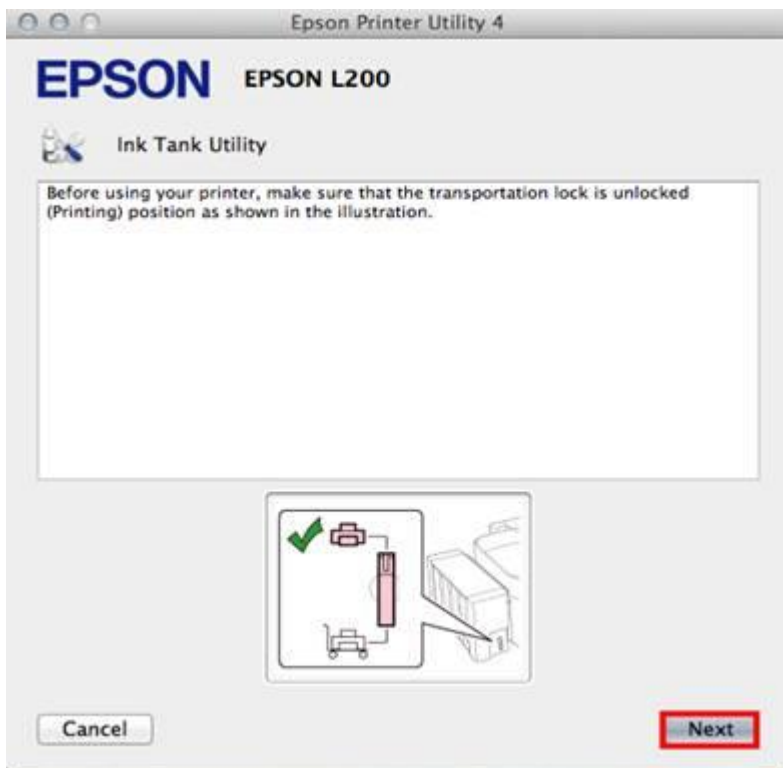 Epson Printer Utility 4
EPSON EPSON L200
Ink Tank Utility
Before using your printer, make sure that the transportation lock is unlocked
(Printing) position as shown in the illustration.
Cancel Next